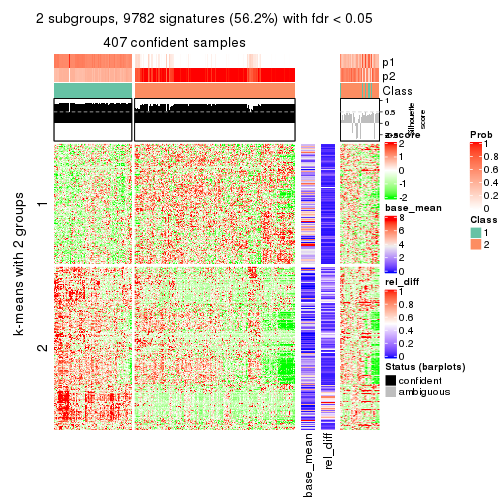 2 subgroups, 9782 signatures (56.2%) with fdr < 0.05
407 confident samples
p1
p2
Class
1
0.5
0
-0.5
Silhouette
score
k-means with 2 groups
1
2
base_mean
rel_diff
z-score
2
1
0
-1
-2
base_mean
8
6
4
2
0
rel_diff
1
0.8
0.6
0.4
0.2
0
Status (barplots)
confident
ambiguous
Prob
1
0.8
0.6
0.4
0.2
0
Class
1
2